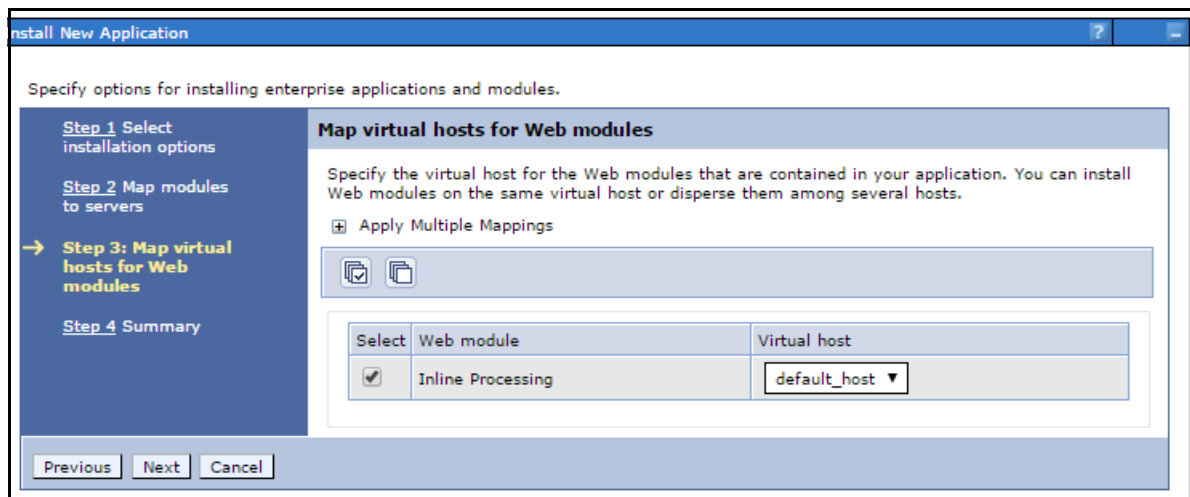 nstall New Application ?
Specify options for installing enterprise applications and modules.
Step 1 Select
installation options
Step 2 Map modules
to servers
Step 3: Map virtual
hosts for Web
modules
Step 4 Summary
Map virtual hosts for Web modules
Specify the virtual host for the Web modules that are contained in your application. You can install
Web modules on the same virtual host or disperse them among several hosts.
Apply Multiple Mappings
Select Web module Virtual host
Inline Processing default_host
Previous Next Cancel